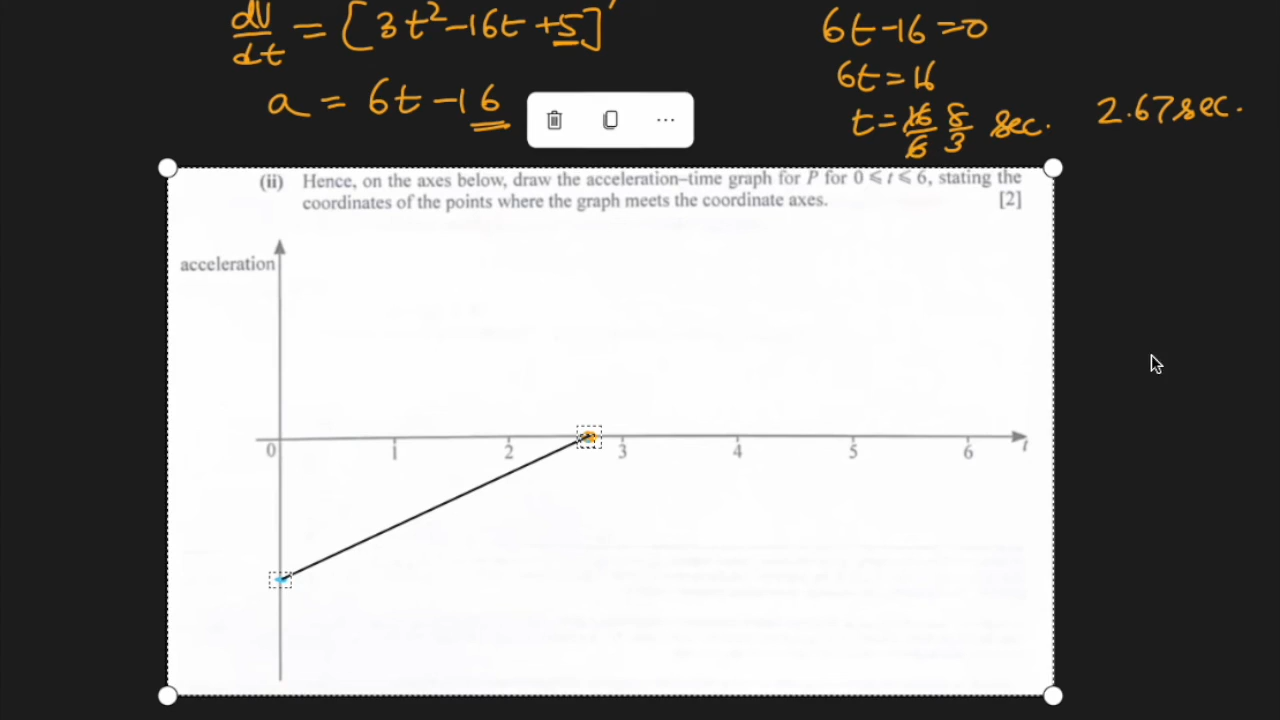 dv/dt = [3t²-16t+5]'
a = 6t-16
6t-16=0
6t=16
t= 16/6 8/3 sec. 2.67sec.
(ii) Hence, on the axes below, draw the acceleration–time graph for P for 0 ⩽ t ⩽ 6, stating the
coordinates of the points where the graph meets the coordinate axes. [2]
acceleration
0 1 2 3 4 5 6 t